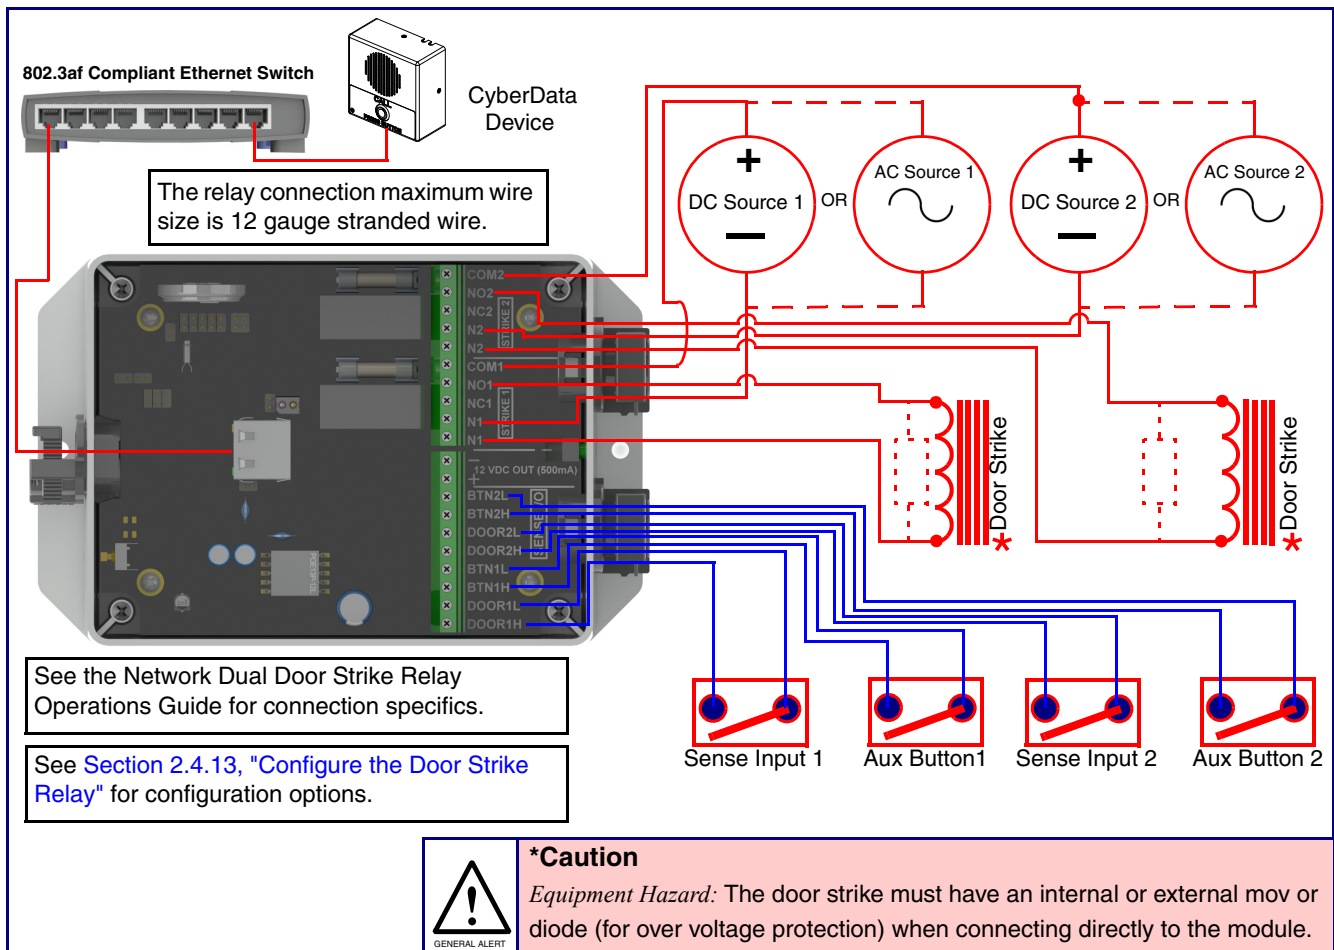 802.3af Compliant Ethernet Switch
CALL
CyberData
Device
The relay connection maximum wire
size is 12 gauge stranded wire.
+
DC Source 1
—
OR
AC Source 1
+
DC Source 2
—
OR
AC Source 2
COM2
NO2
NC2
N2
N2
STRIKE 2
COM1
NO1
NC1
N1
N1
STRIKE 1
–
+
12 VDC OUT (500mA)
BTN2L
BTN2H
DOOR2L
DOOR2H
BTN1L
BTN1H
DOOR1L
DOOR1H
SENSE I/O
POE13P-12L
*Door Strike
*Door Strike
Sense Input 1
Aux Button1
Sense Input 2
Aux Button 2
See the Network Dual Door Strike Relay
Operations Guide for connection specifics.
See Section 2.4.13, "Configure the Door Strike
Relay" for configuration options.
!
GENERAL ALERT
*Caution
Equipment Hazard: The door strike must have an internal or external mov or
diode (for over voltage protection) when connecting directly to the module.